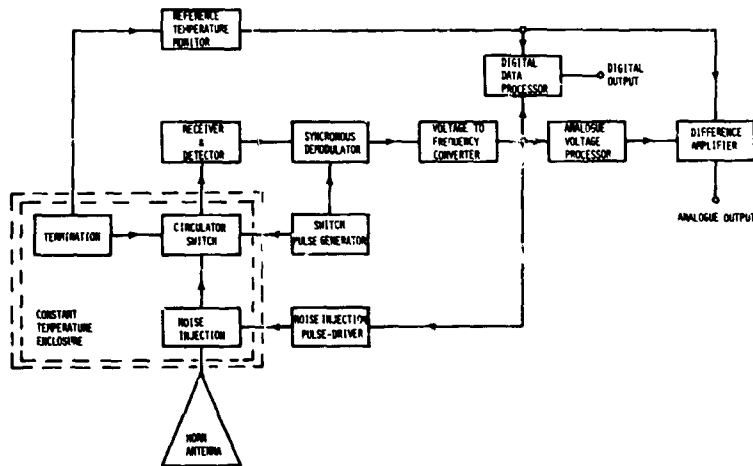 REFERENCE
TEMPERATURE
MONITOR
DIGITAL
DATA
PROCESSOR
DIGITAL
OUTPUT
RECEIVER
&
DETECTOR
SYNCRONOUS
DEMODULATOR
VOLTAGE TO
FREQUENCY
CONVERTER
ANALOGUE
VOLTAGE
PROCESSOR
DIFFERENCE
AMPLIFIER
ANALOGUE OUTPUT
TERMINATION
CIRCULATOR
SWITCH
SWITCH
PULSE GENERATOR
CONSTANT
TEMPERATURE
ENCLOSURE
NOISE
INJECTION
NOISE INJECTION
PULSE-DRIVER
HORN
ANTENNA